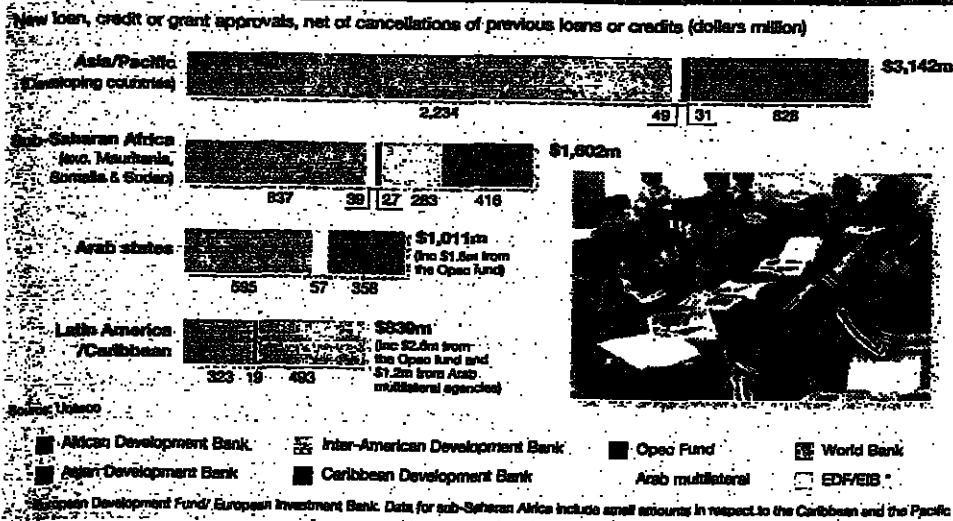 New loan, credit or grant approvals, net of cancellations of previous loans or credits (dollars million)
Asia/Pacific
(Developing countries)
$3,142m
2,234 49 31 828
Sub-Saharan Africa
(exc. Mauritania,
Somalia & Sudan)
$1,602m
837 39 27 283 416
Arab states
$1,011m
(inc $1.6m from
the Opec fund)
595 57 358
Latin America
/Caribbean
$839m
(inc $2.6m from
the Opec fund and
$1.2m from Arab
multilateral agencies)
323 19 493
Source: Unesco
African Development Bank Inter-American Development Bank Opec Fund World Bank
Asian Development Bank Caribbean Development Bank Arab multilateral EDF/EIB *
European Development Fund/ European Investment Bank. Data for sub-Saharan Africa include small amounts in respect to the Caribbean and the Pacific